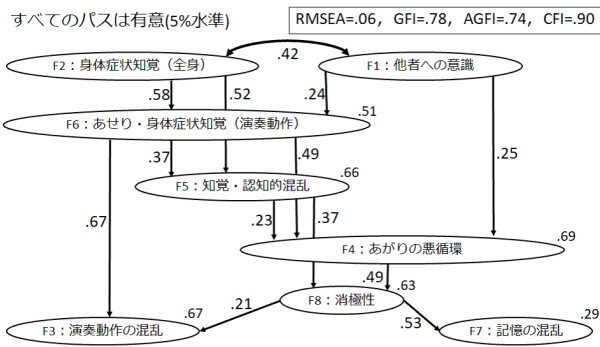 すべてのパスは有意(5%水準)
RMSEA=.06, GFI=.78, AGFI=.74, CFI=.90
.42
F2：身体症状知覚（全身）
F1：他者への意識
.58
.52
.24
.51
F6：あせり・身体症状知覚（演奏動作）
.37
.49
.66
.25
F5：知覚・認知的混乱
.67
.23
.37
.69
F4：あがりの悪循環
.49
.63
F8：消極性
.67
.21
.53
.29
F3：演奏動作の混乱
F7：記憶の混乱